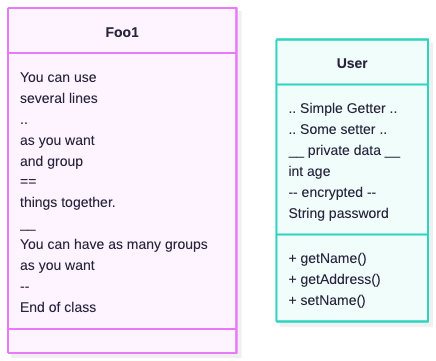 Foo1
You can use
several lines
..
as you want
and group
==
things together.
__
You can have as many groups
as you want
--
End of class
User
.. Simple Getter ..
.. Some setter ..
__ private data __
int age
-- encrypted --
String password
+ getName()
+ getAddress()
+ setName()